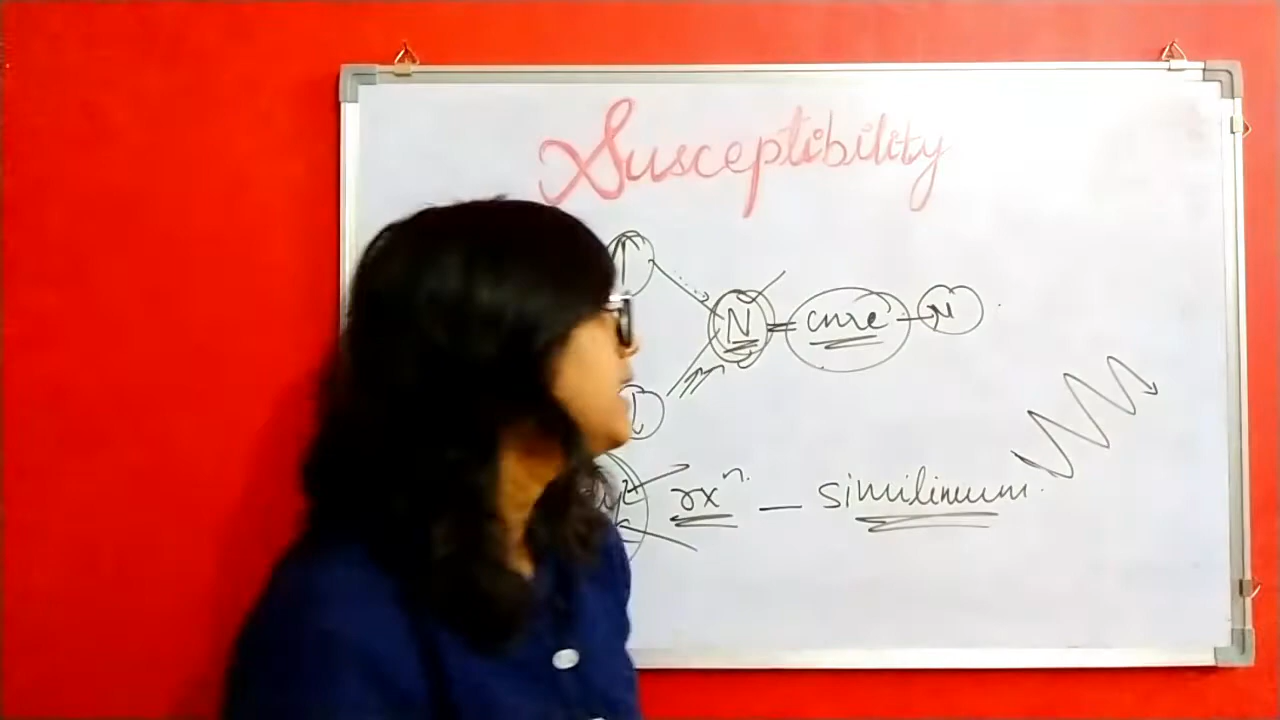 Susceptibility
N = cure — N
rxⁿ. — similimum.